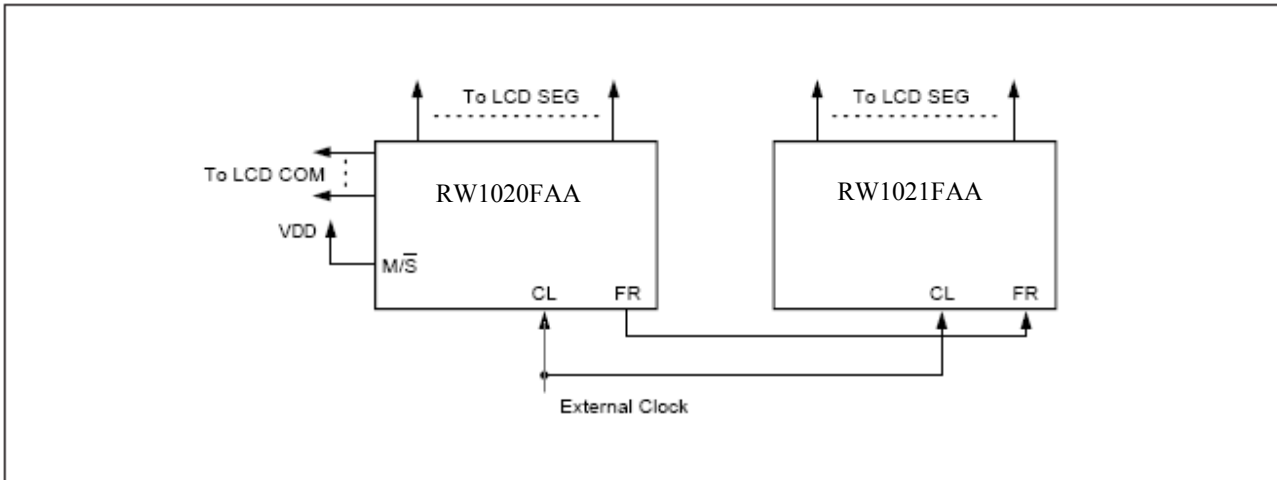 To LCD SEG
To LCD SEG
To LCD COM
RW1020FAA
RW1021FAA
VDD
M/S̅
CL
FR
CL
FR
External Clock